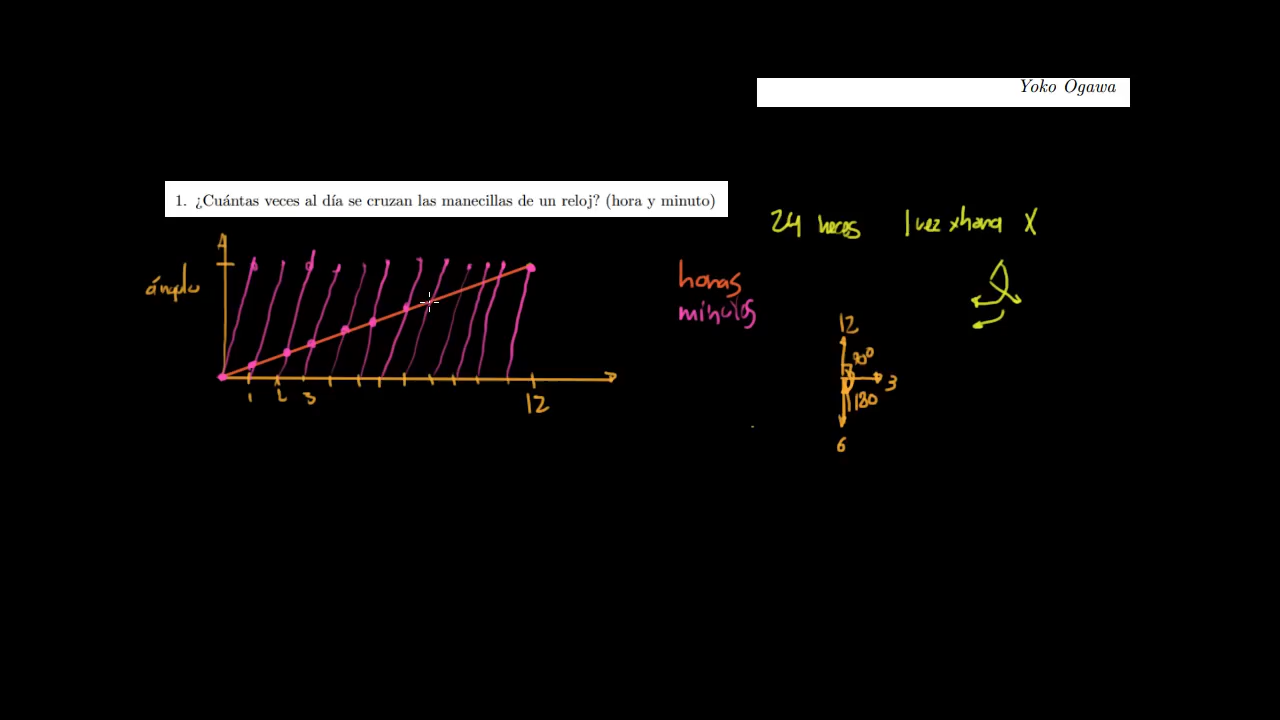 Yoko Ogawa
1. ¿Cuántas veces al día se cruzan las manecillas de un reloj? (hora y minuto)
24 veces 1 vez x hora X
ángulo
horas
minutos
12
90°
3
180
6
1 2 3 12